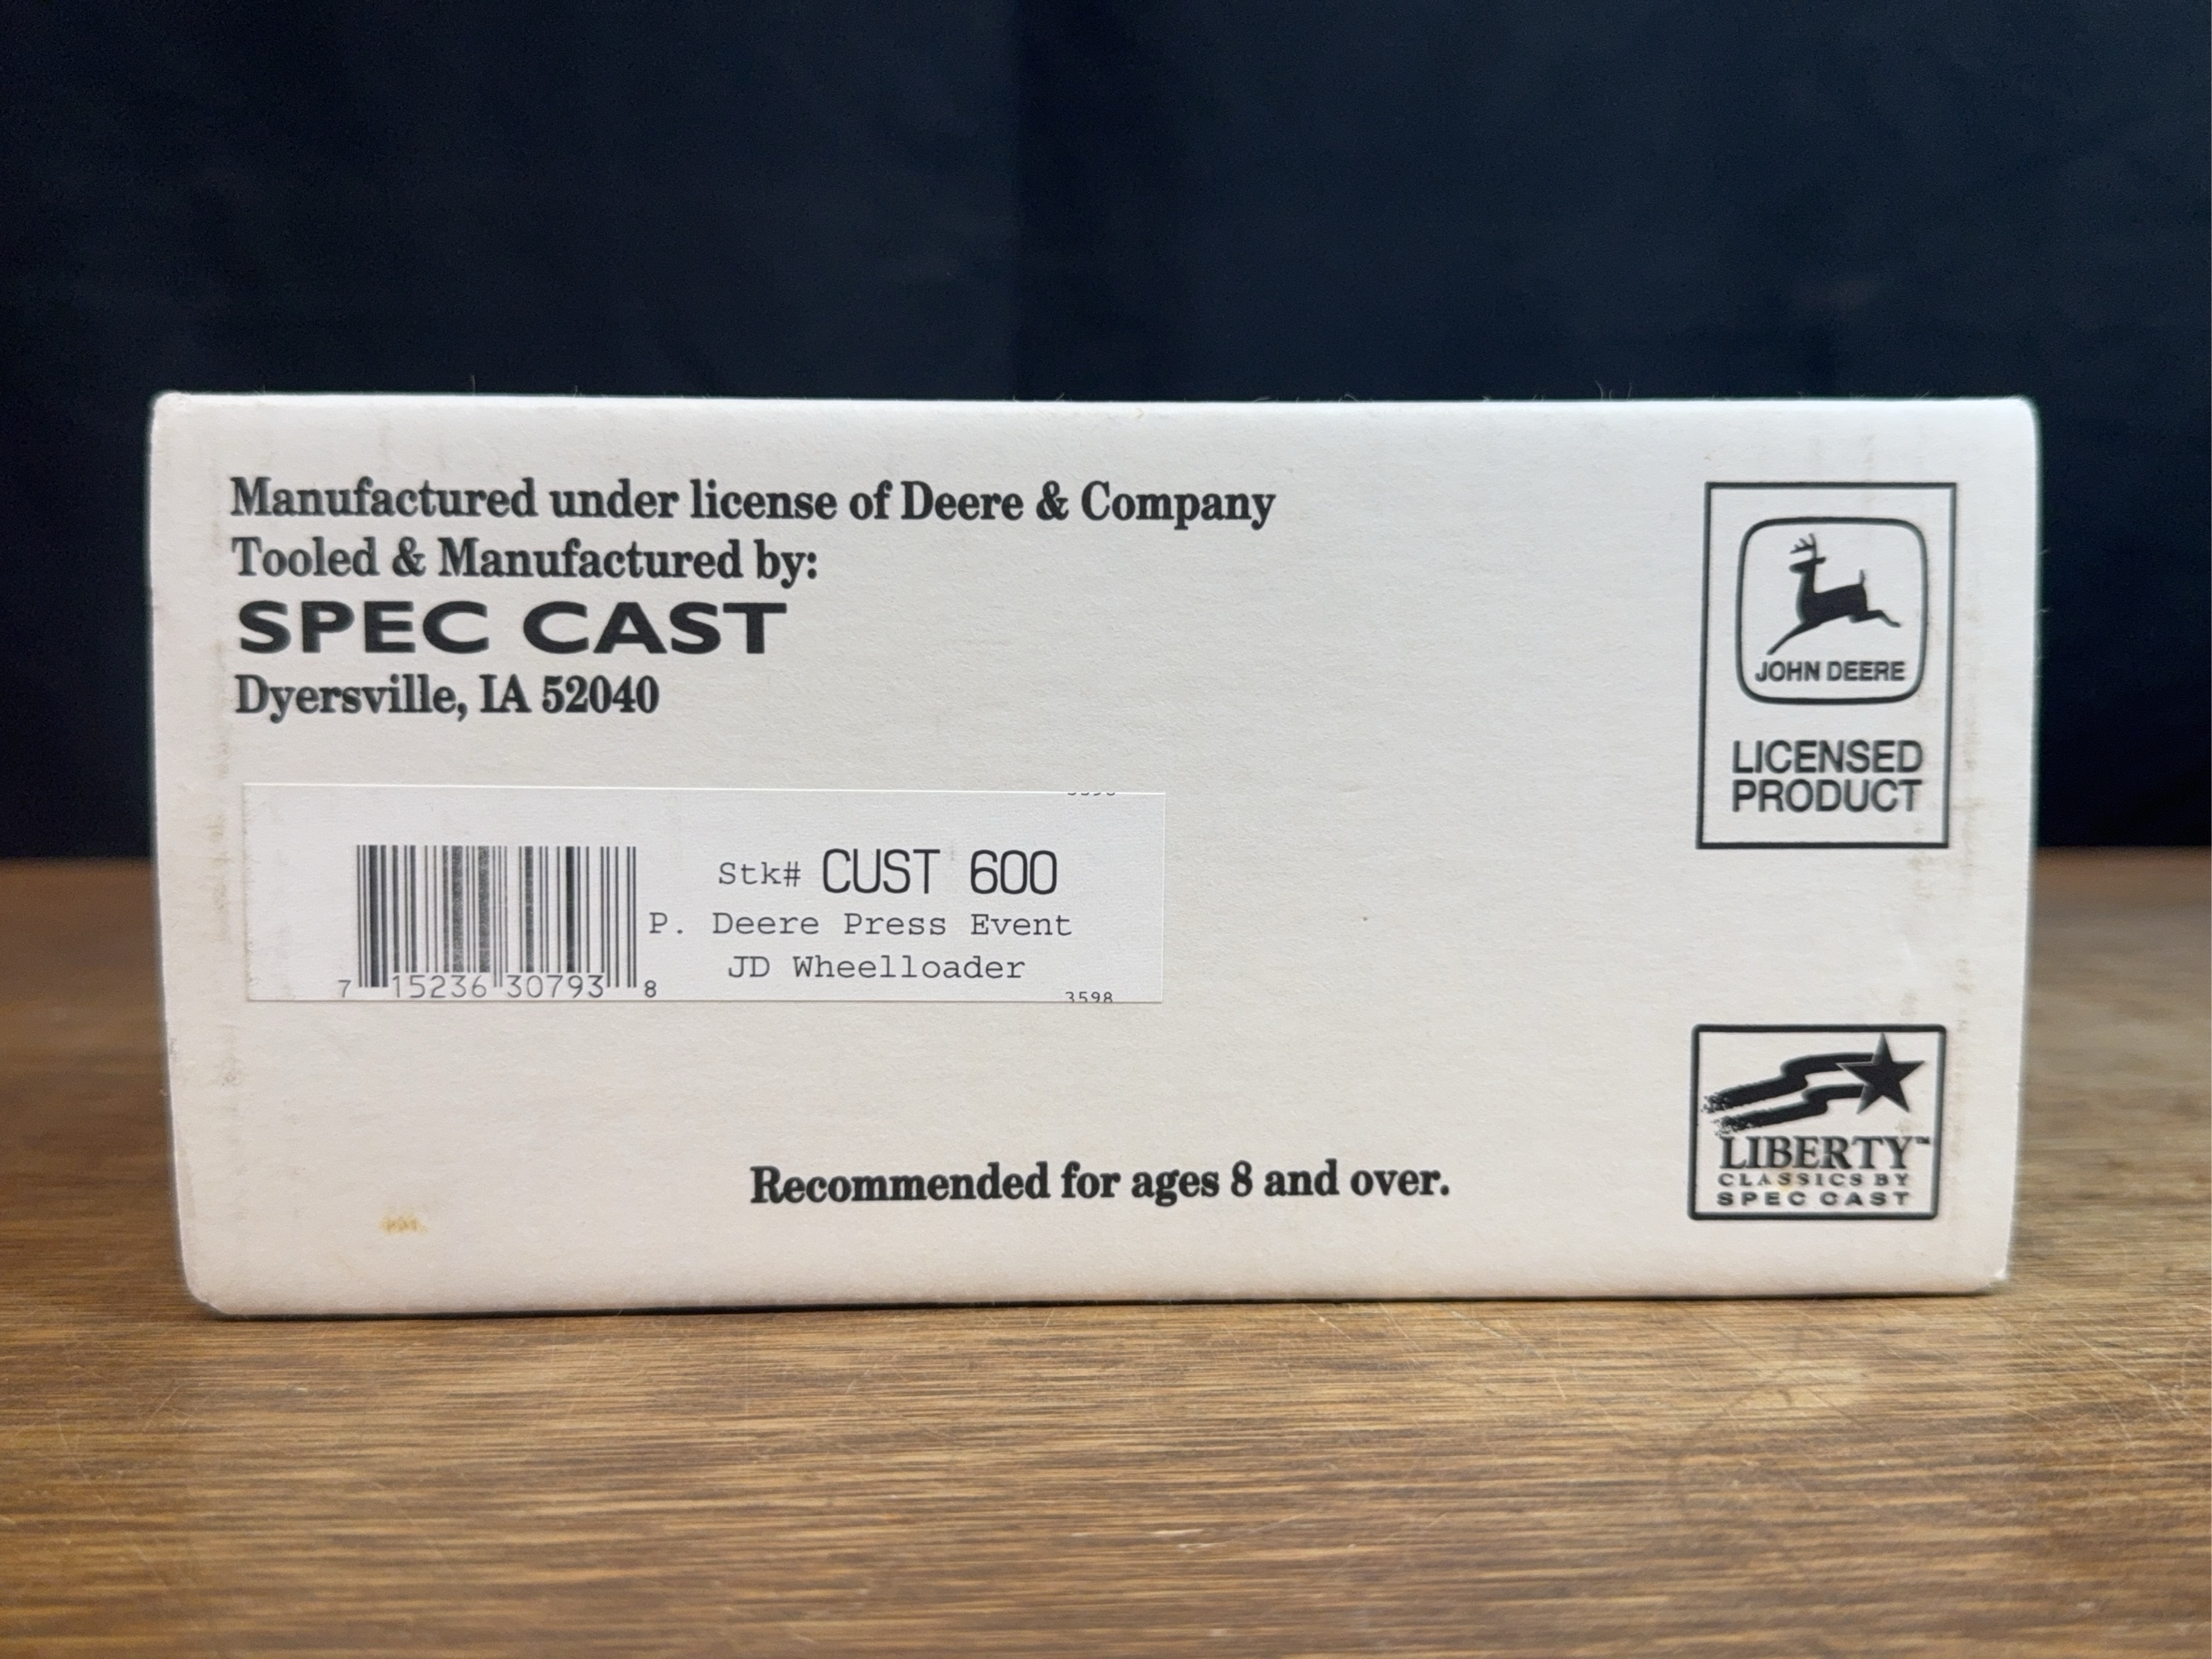 Manufactured under license of Deere & Company
Tooled & Manufactured by:
SPEC CAST
Dyersville, IA 52040
Stk# CUST 600
P. Deere Press Event
JD Wheelloader
7 15236 30793 8
3598
Recommended for ages 8 and over.
JOHN DEERE
LICENSED
PRODUCT
LIBERTY™
CLASSICS BY
SPEC CAST